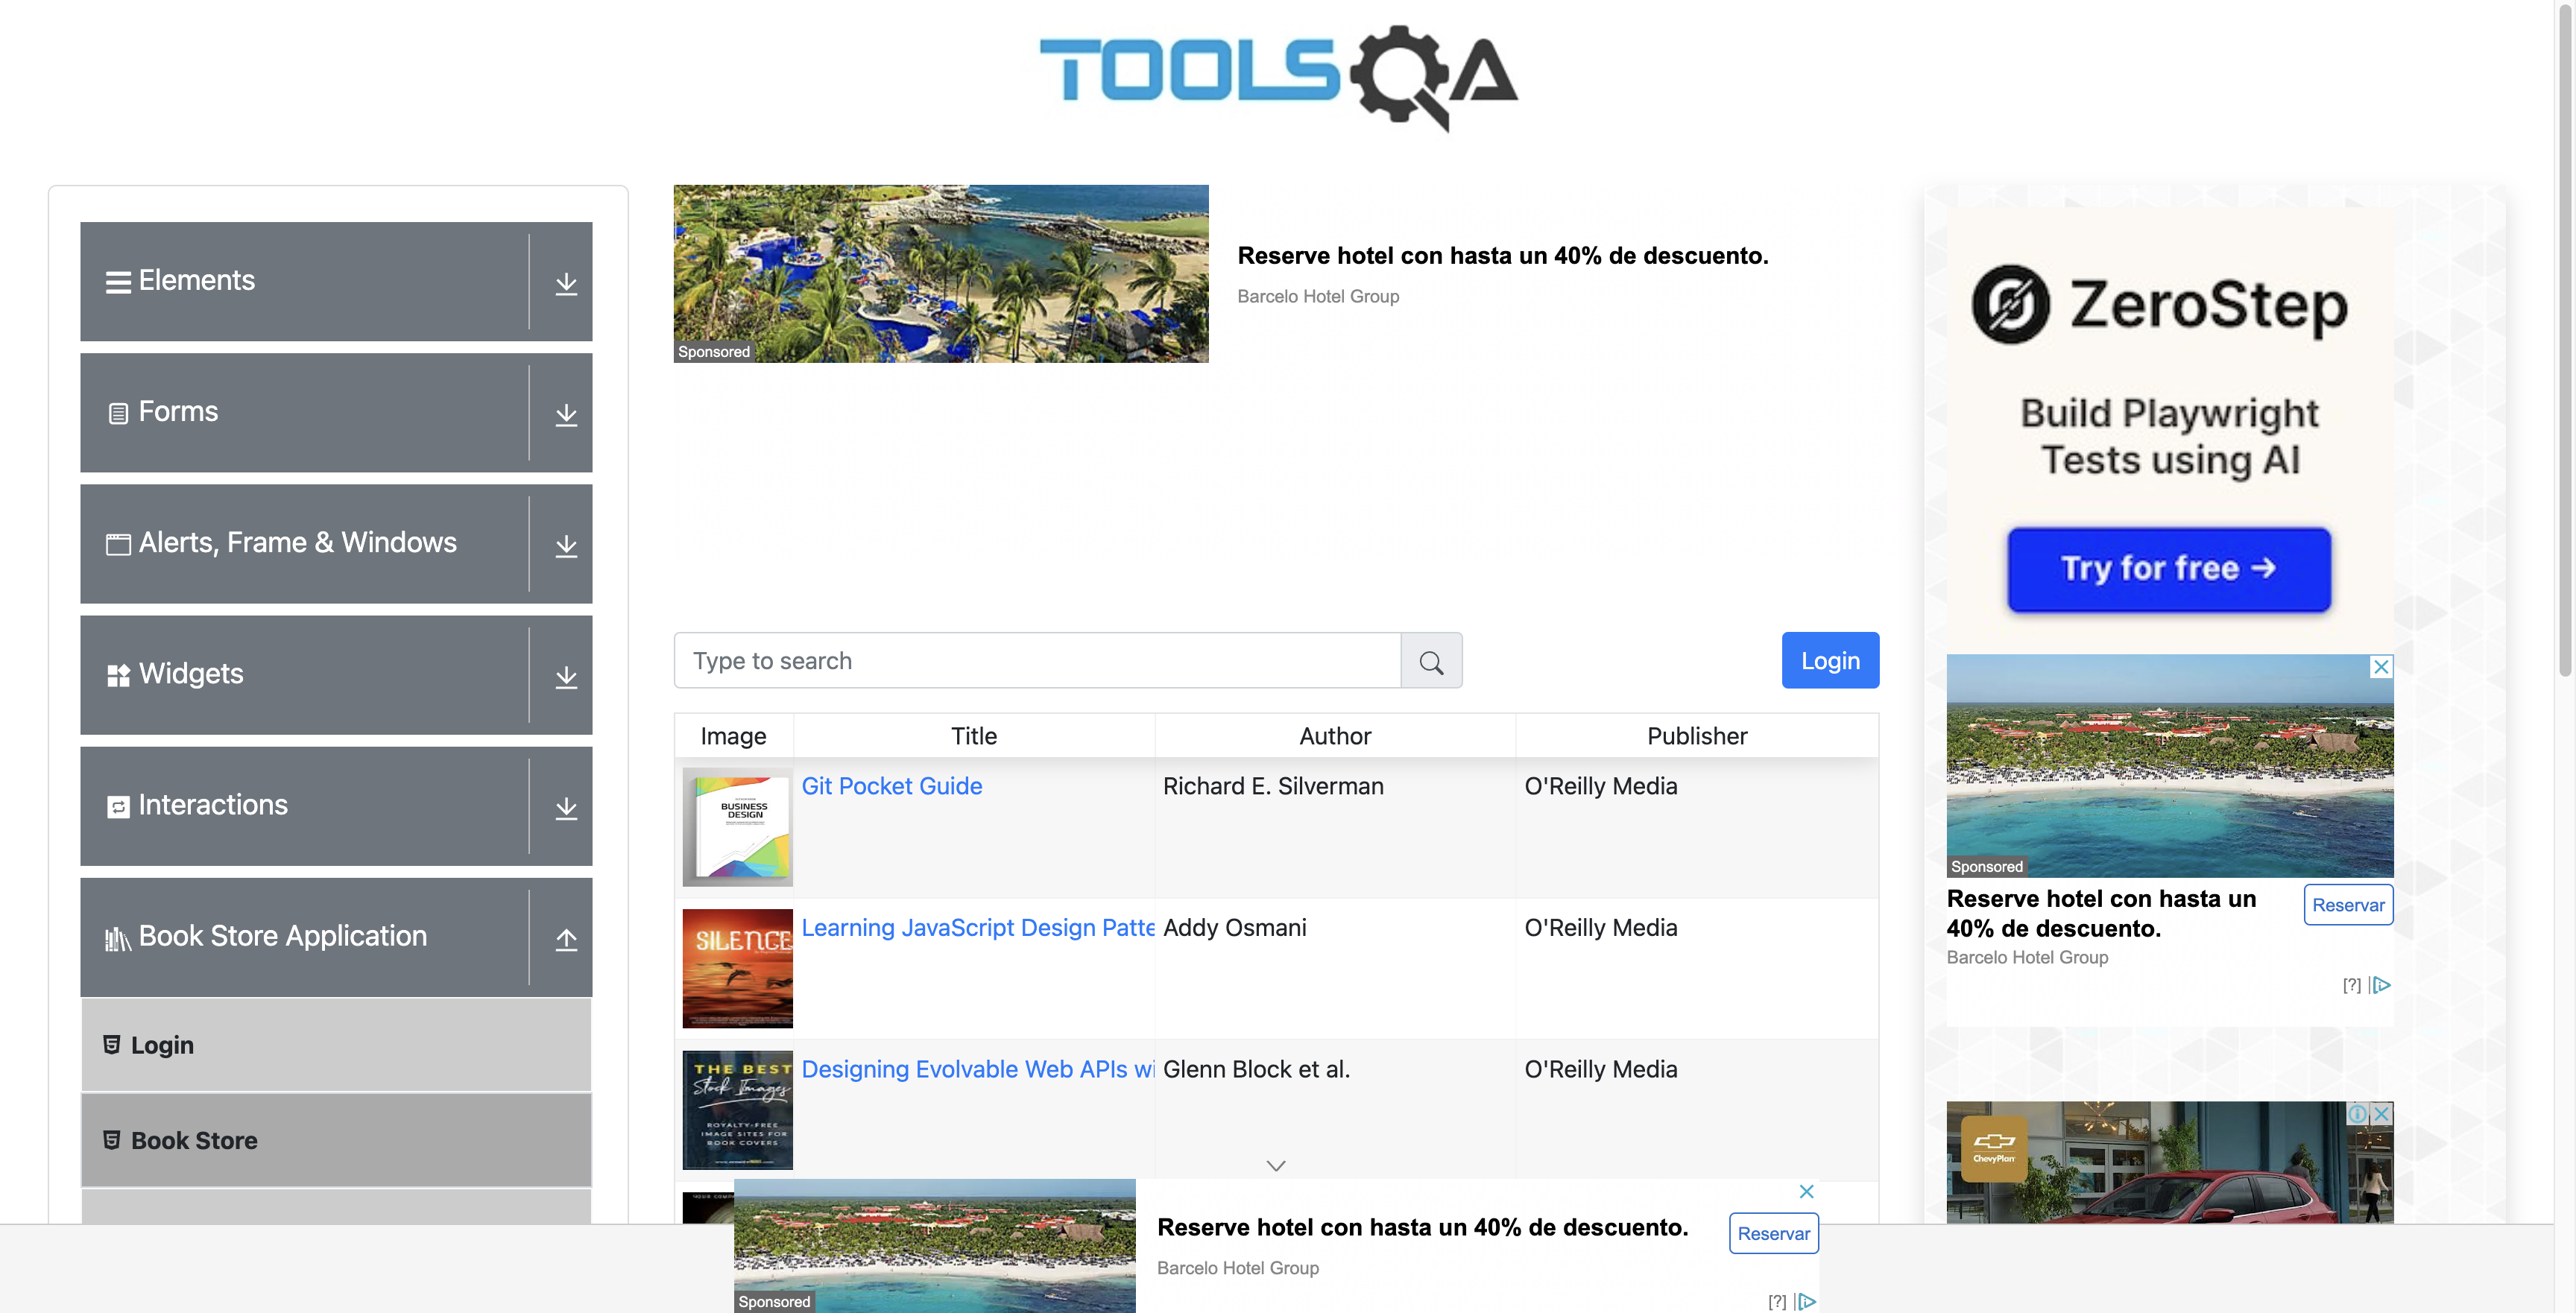 TOOLSQA
Elements
Forms
Alerts, Frame & Windows
Widgets
Interactions
Book Store Application
Login
Book Store
Sponsored
Reserve hotel con hasta un 40% de descuento.
Barcelo Hotel Group
Type to search
Login
Image Title Author Publisher
BUSINESS
DESIGN
Git Pocket Guide Richard E. Silverman O'Reilly Media
SILENCE
Learning JavaScript Design Patte Addy Osmani O'Reilly Media
THE BEST
Stock Images
ROYALTY-FREE
IMAGE SITES FOR
BOOK COVERS
Designing Evolvable Web APIs wi Glenn Block et al. O'Reilly Media
Sponsored
Reserve hotel con hasta un 40% de descuento.
Barcelo Hotel Group
Reservar
[?]
ZeroStep
Build Playwright
Tests using AI
Try for free →
Sponsored
Reserve hotel con hasta un
40% de descuento.
Reservar
Barcelo Hotel Group
[?]
ChevyPlan